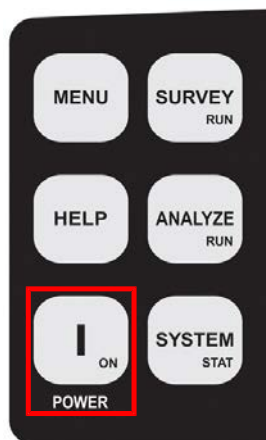 MENU
SURVEY
RUN
HELP
ANALYZE
RUN
I
ON
SYSTEM
STAT
POWER